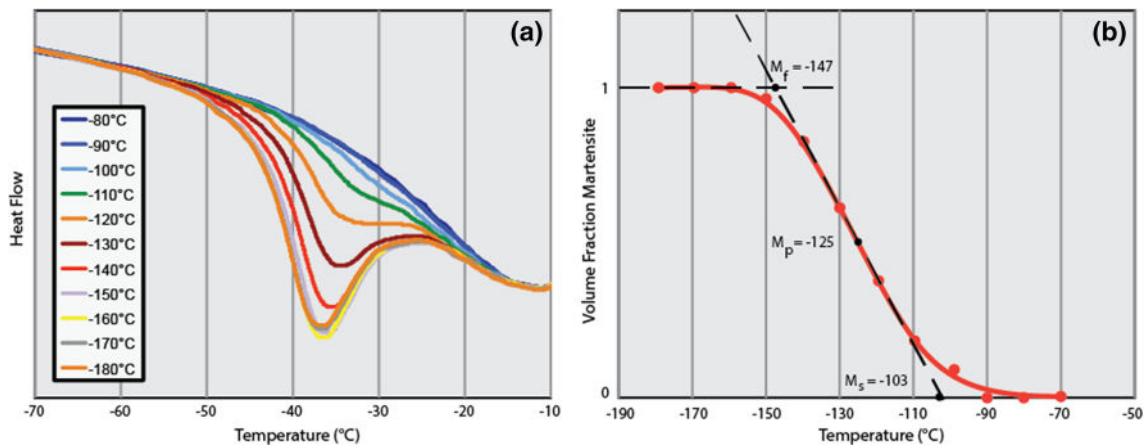 (a)
Heat Flow
-80°C
-90°C
-100°C
-110°C
-120°C
-130°C
-140°C
-150°C
-160°C
-170°C
-180°C
-70 -60 -50 -40 -30 -20 -10
Temperature (°C)
(b)
Volume Fraction Martensite
1
0
M_f = -147
M_p = -125
M_s = -103
-190 -170 -150 -130 -110 -90 -70 -50
Temperature (°C)